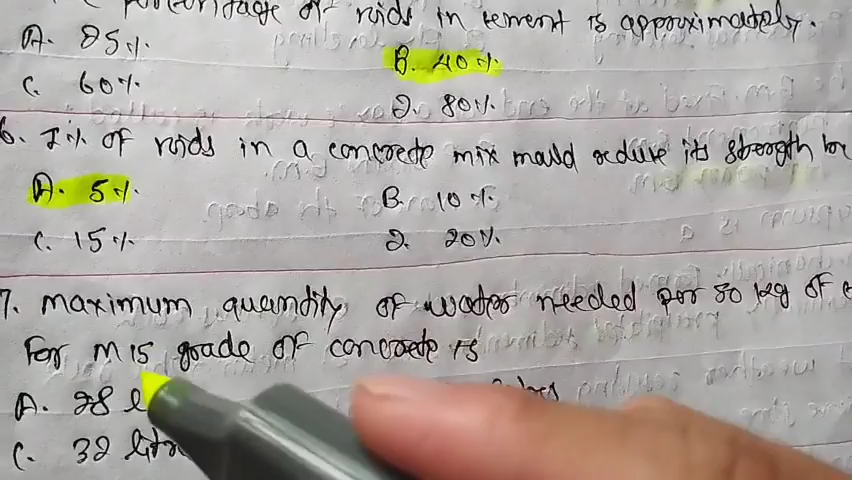 of voids in cement is approximately.
A. 25%.
B. 40%.
C. 60%
D. 80%
6. 1% of voids in a concrete mix would reduce its strength by
A. 5%.
B. 10%.
C. 15%
D. 20%.
7. maximum quantity of water needed per 50 kg of
for M15 grade of concrete is
A. 28
C. 32